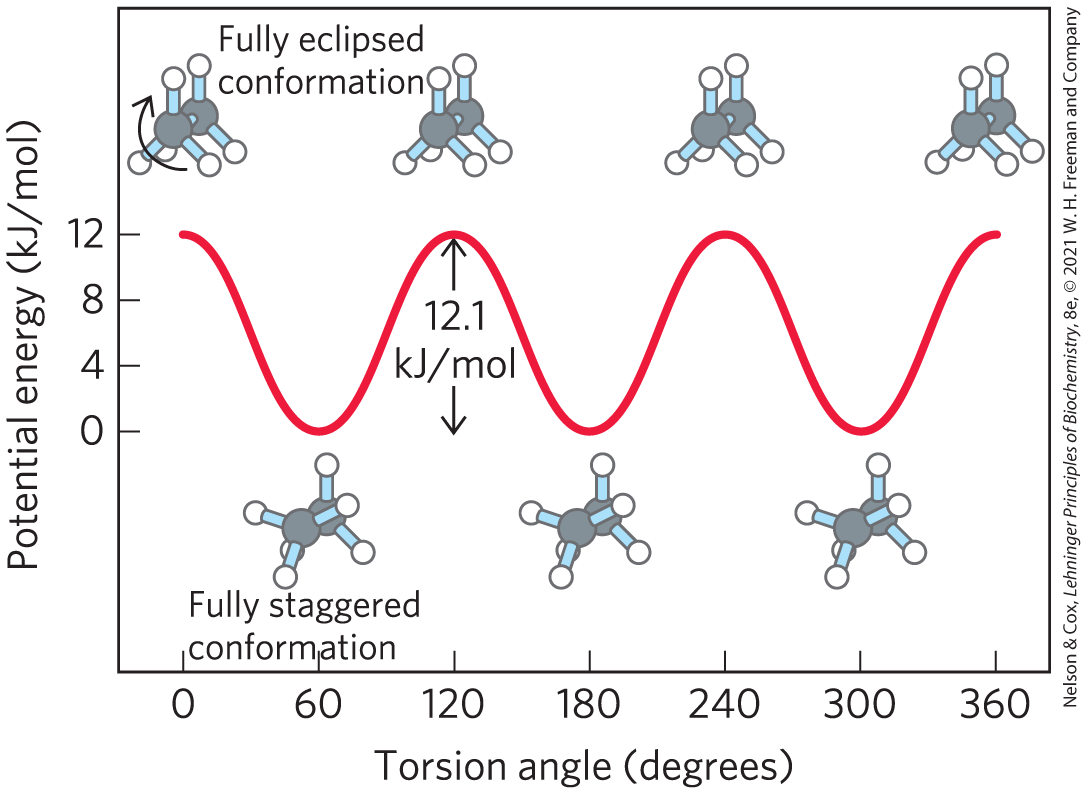 Fully eclipsed
conformation
Potential energy (kJ/mol)
12
8
4
0
12.1
kJ/mol
Fully staggered
conformation
0 60 120 180 240 300 360
Torsion angle (degrees)
Nelson & Cox, Lehninger Principles of Biochemistry, 8e, © 2021 W. H. Freeman and Company